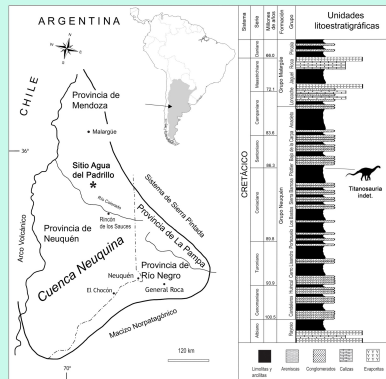 ARGENTINA
CHILE
Provincia de
Mendoza
Malargüe
36°
Sitio Agua
del Padrillo
Río Colorado
Rincón
de los Sauces
Sistema de Sierra Pintada
Provincia de La Pampa
Provincia de
Neuquén
Arco Volcánico
Cuenca Neuquina
Neuquén
Provincia de
Río Negro
El Chocón
General Roca
Macizo Norpatagónico
120 km
70°
Sistema
Serie
Millones
de años
Formación
Grupo
Unidades
litoestratigráficas
CRETÁCICO
Daniano
66.0
Maastrichtiano
72.1
Campaniano
83.6
Santoniano
86.3
Coniaciano
89.8
Turoniano
93.9
Cenomaniano
100.5
Albiano
Grupo Malargüe
Grupo Neuquén
Roca
Jagüel
Loncoche
Anacleto
Bajo de la Carpa
Plottier
Sierra Barrosa
Los Bastos
Portezuelo
Cerro Lisandro
Huincul
Candeleros
Rayoso
Titanosauria
indet.
Limolitas y
arcilitas
Areniscas
Conglomerados
Calizas
Evaporitas